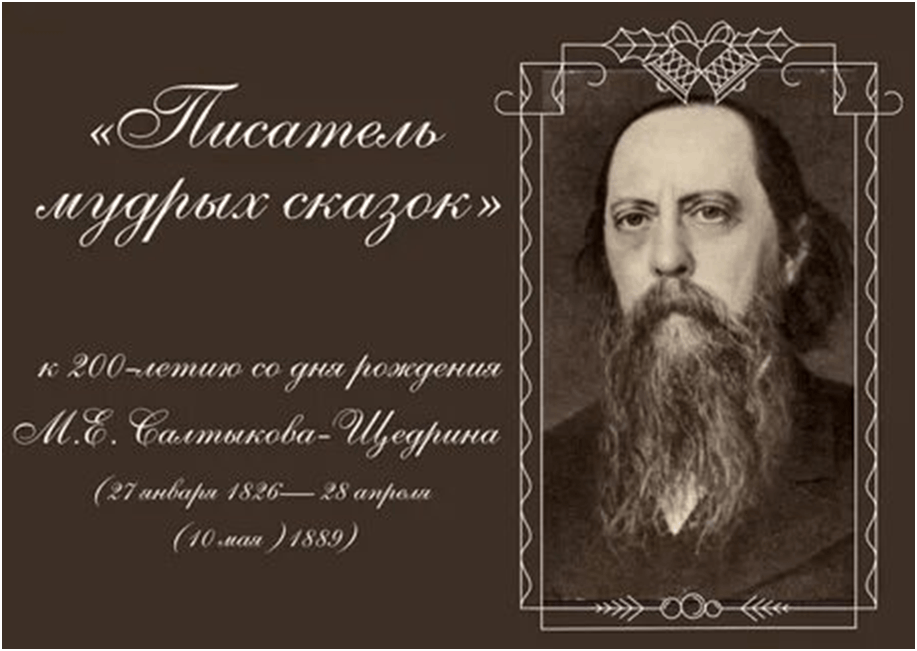 «Писатель
мудрых сказок»
к 200-летию со дня рождения
М.Е. Салтыкова-Щедрина
(27 января 1826— 28 апреля
(10 мая ) 1889)